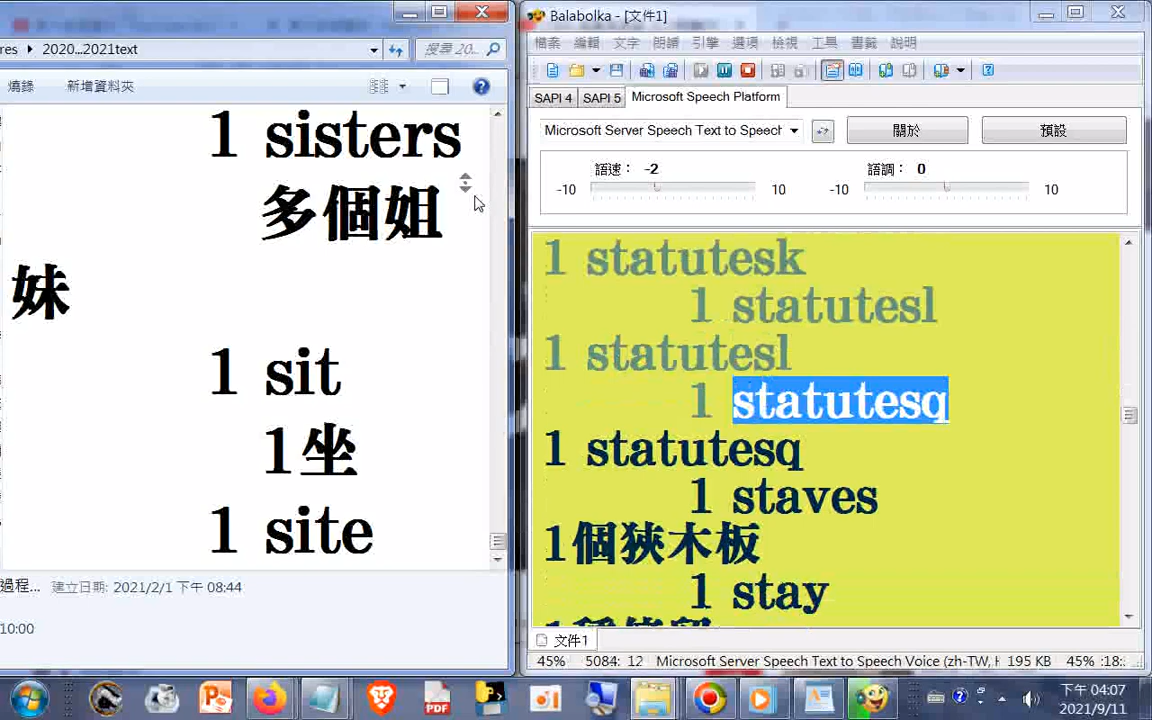 res ▸ 2020...2021text
搜尋 20...
燒錄
新增資料夾
1 sisters
多個姐
妹
1 sit
1坐
1 site
過程... 建立日期: 2021/2/1 下午 08:44
10:00
Balabolka - [文件1]
檔案 編輯 文字 朗讀 引擎 選項 檢視 工具 書籤 說明
SAPI 4 SAPI 5 Microsoft Speech Platform
Microsoft Server Speech Text to Speech
關於
預設
語速： -2
語調： 0
-10 10 -10 10
1 statutesk
1 statutesl
1 statutesl
1 statutesq
1 statutesq
1 staves
1個狹木板
1 stay
文件1
45% 5084: 12 Microsoft Server Speech Text to Speech Voice (zh-TW, H 195 KB 45% :18:
PDF
下午 04:07
2021/9/11